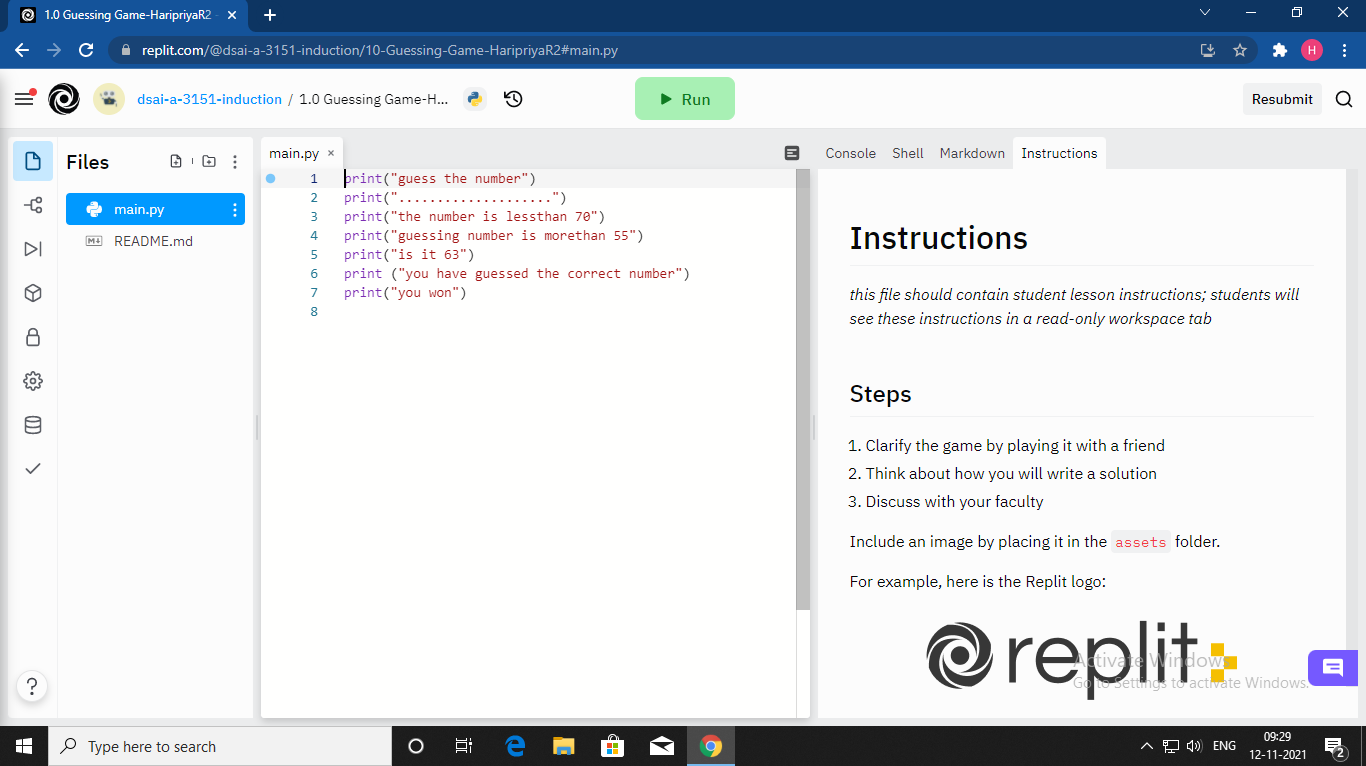 1.0 Guessing Game-HaripriyaR2
replit.com/@dsai-a-3151-induction/10-Guessing-Game-HaripriyaR2#main.py
H
dsai-a-3151-induction / 1.0 Guessing Game-H...
Run
Resubmit
Files
main.py
README.md
main.py
1 print("guess the number")
2 print("....................")
3 print("the number is lessthan 70")
4 print("guessing number is morethan 55")
5 print("is it 63")
6 print ("you have guessed the correct number")
7 print("you won")
8
Console Shell Markdown Instructions
Instructions
this file should contain student lesson instructions; students will
see these instructions in a read-only workspace tab
Steps
1. Clarify the game by playing it with a friend
2. Think about how you will write a solution
3. Discuss with your faculty
Include an image by placing it in the assets folder.
For example, here is the Replit logo:
replit
Activate Windows
Go to Settings to activate Windows.
?
Type here to search
ENG
09:29
12-11-2021
2